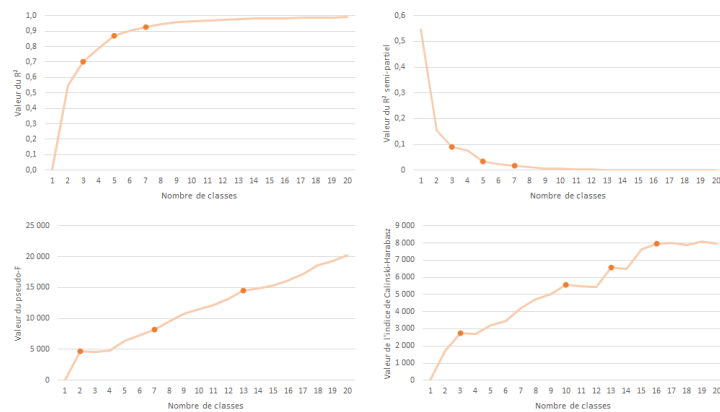 Valeur du R²
1,0
0,9
0,8
0,7
0,6
0,5
0,4
0,3
0,2
0,1
0,0
1 2 3 4 5 6 7 8 9 10 11 12 13 14 15 16 17 18 19 20
Nombre de classes
Valeur du R² semi-partiel
0,6
0,5
0,4
0,3
0,2
0,1
0
1 2 3 4 5 6 7 8 9 10 11 12 13 14 15 16 17 18 19 20
Nombre de classes
Valeur du pseudo-F
25 000
20 000
15 000
10 000
5 000
0
1 2 3 4 5 6 7 8 9 10 11 12 13 14 15 16 17 18 19 20
Nombre de classes
Valeur de l'indice de Calinski-Harabasz
9 000
8 000
7 000
6 000
5 000
4 000
3 000
2 000
1 000
0
1 2 3 4 5 6 7 8 9 10 11 12 13 14 15 16 17 18 19 20
Nombre de classes